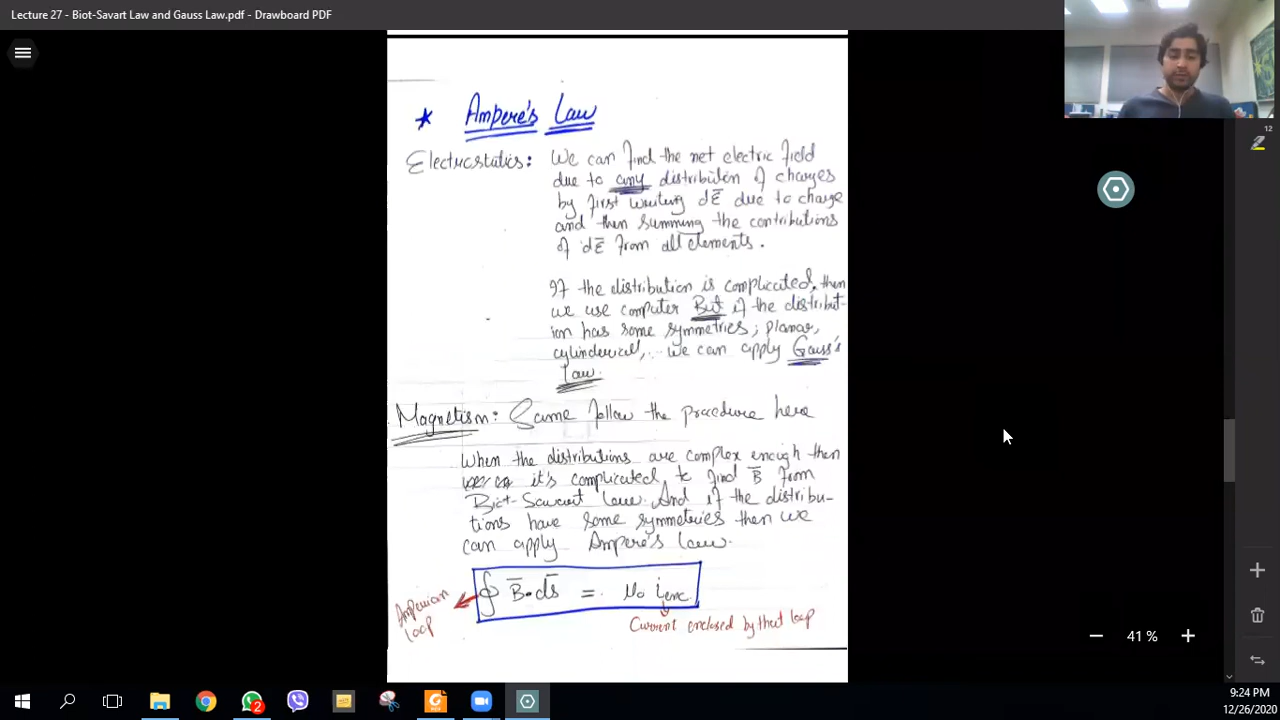 Lecture 27 - Biot-Savart Law and Gauss Law.pdf - Drawboard PDF
12
* Ampere's Law
Electrostatics: We can find the net electric field
due to any distribution of charges
by first writing dE̅ due to charge
and then summing the contributions
of dE̅ from all elements.
If the distribution is complicated, then
we use computer But if the distribut-
ion has some symmetries; planar,
cylinderical,.. we can apply Gauss's
Law.
Magnetism: Same follow the procedure here
When the distributions are complex enough then
it's complicated to find B̅ from
Biot-Savart law. And if the distribu-
tions have some symmetries then we
can apply Ampere's law.
∮ B̅.ds̅ = μo ienc
Amperian
loop
Current enclosed by that loop
41 %
2
9:24 PM
12/26/2020